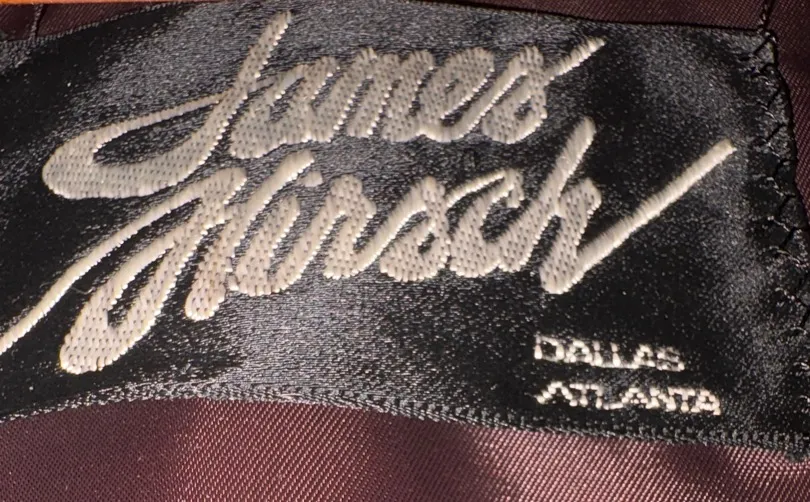 James
Hirsch
DALLAS
ATLANTA